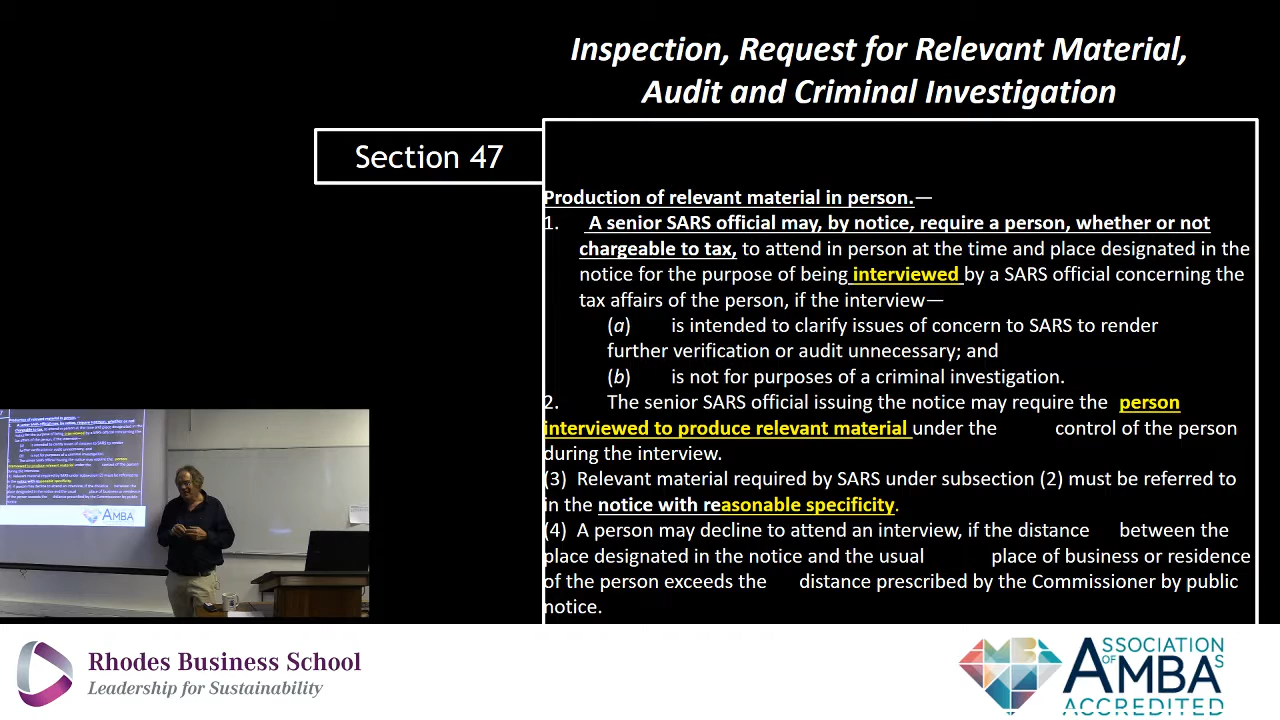 Inspection, Request for Relevant Material,
Audit and Criminal Investigation
Section 47
Production of relevant material in person.—
1. A senior SARS official may, by notice, require a person, whether or not
chargeable to tax, to attend in person at the time and place designated in the
notice for the purpose of being interviewed by a SARS official concerning the
tax affairs of the person, if the interview—
(a) is intended to clarify issues of concern to SARS to render
further verification or audit unnecessary; and
(b) is not for purposes of a criminal investigation.
2. The senior SARS official issuing the notice may require the person
interviewed to produce relevant material under the control of the person
during the interview.
(3) Relevant material required by SARS under subsection (2) must be referred to
in the notice with reasonable specificity.
(4) A person may decline to attend an interview, if the distance between the
place designated in the notice and the usual place of business or residence
of the person exceeds the distance prescribed by the Commissioner by public
notice.
AMBA
Rhodes Business School
Leadership for Sustainability
ASSOCIATION
OF
AMBA'S
ACCREDITED